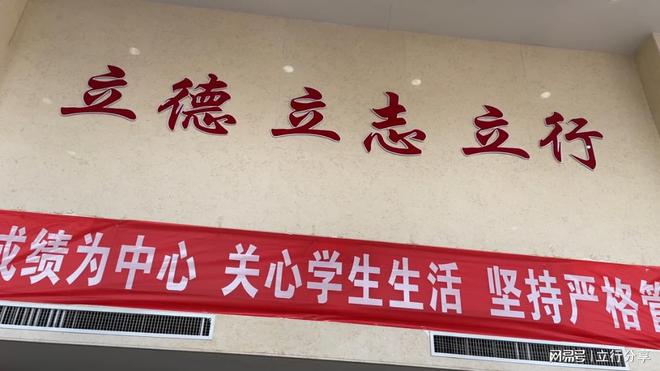 立德 立志 立行
成绩为中心 关心学生生活 坚持严格管
网易号 | 立行分享